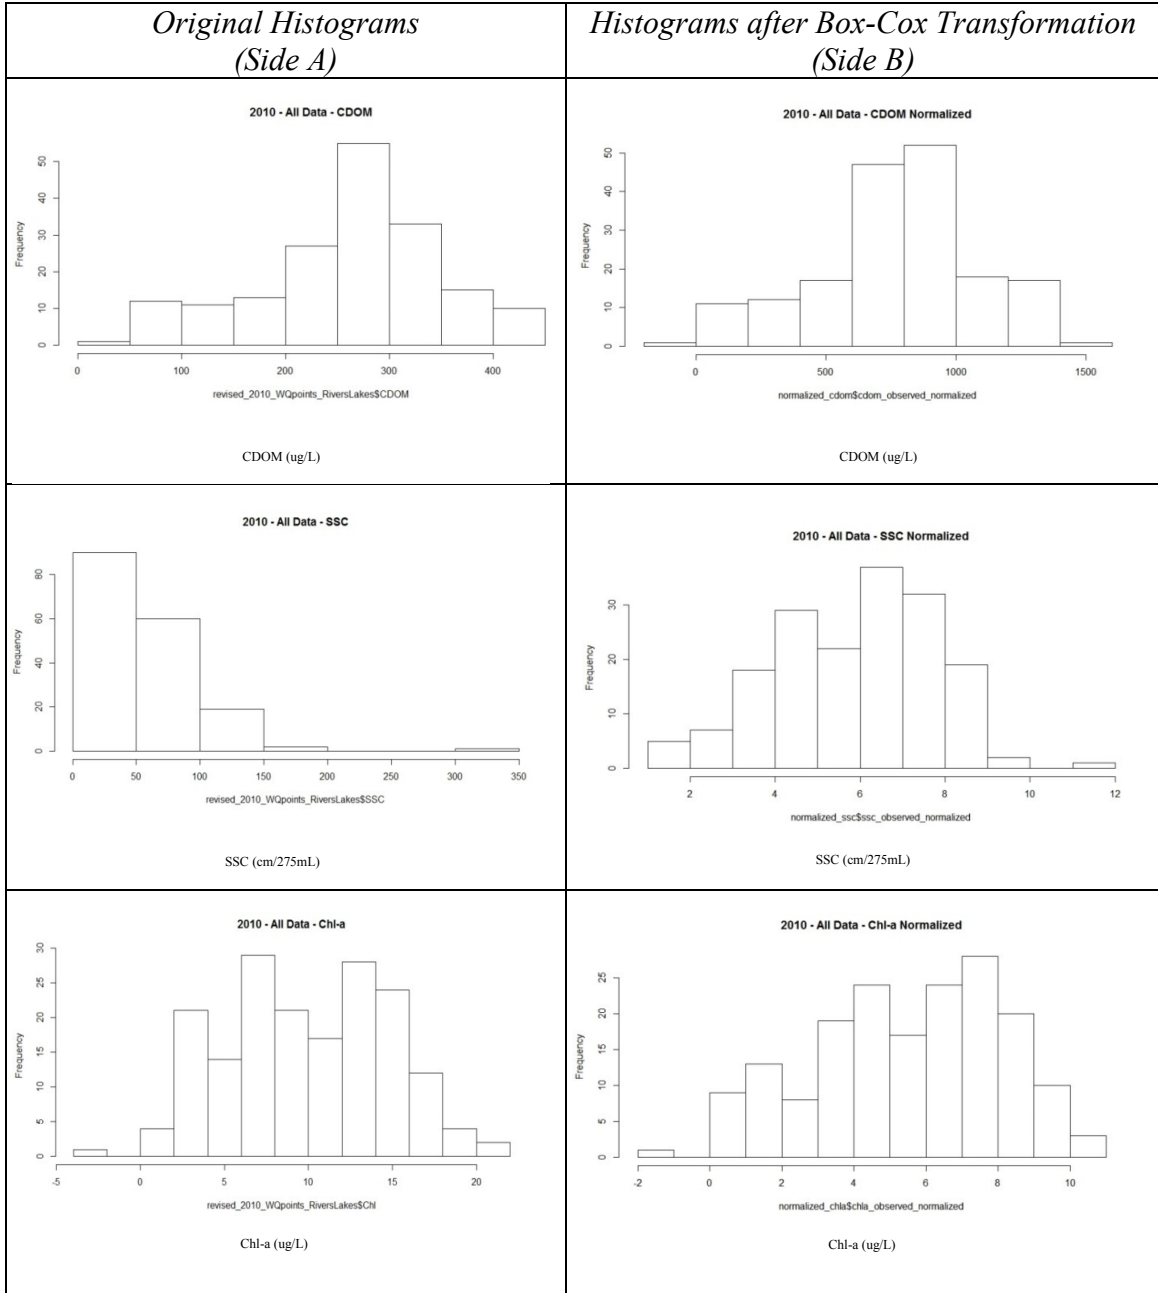 Original Histograms
(Side A)
Histograms after Box-Cox Transformation
(Side B)
2010 - All Data - CDOM
Frequency
0 10 20 30 40 50
0 100 200 300 400
revised_2010_WQpoints_RiversLakes$CDOM
CDOM (ug/L)
2010 - All Data - CDOM Normalized
Frequency
0 10 20 30 40 50
0 500 1000 1500
normalized_cdom$cdom_observed_normalized
CDOM (ug/L)
2010 - All Data - SSC
Frequency
0 20 40 60 80
0 50 100 150 200 250 300 350
revised_2010_WQpoints_RiversLakes$SSC
SSC (cm/275mL)
2010 - All Data - SSC Normalized
Frequency
0 10 20 30
2 4 6 8 10 12
normalized_ssc$ssc_observed_normalized
SSC (cm/275mL)
2010 - All Data - Chl-a
Frequency
0 5 10 15 20 25 30
-5 0 5 10 15 20
revised_2010_WQpoints_RiversLakes$Chl
Chl-a (ug/L)
2010 - All Data - Chl-a Normalized
Frequency
0 5 10 15 20 25
-2 0 2 4 6 8 10
normalized_chla$chla_observed_normalized
Chl-a (ug/L)